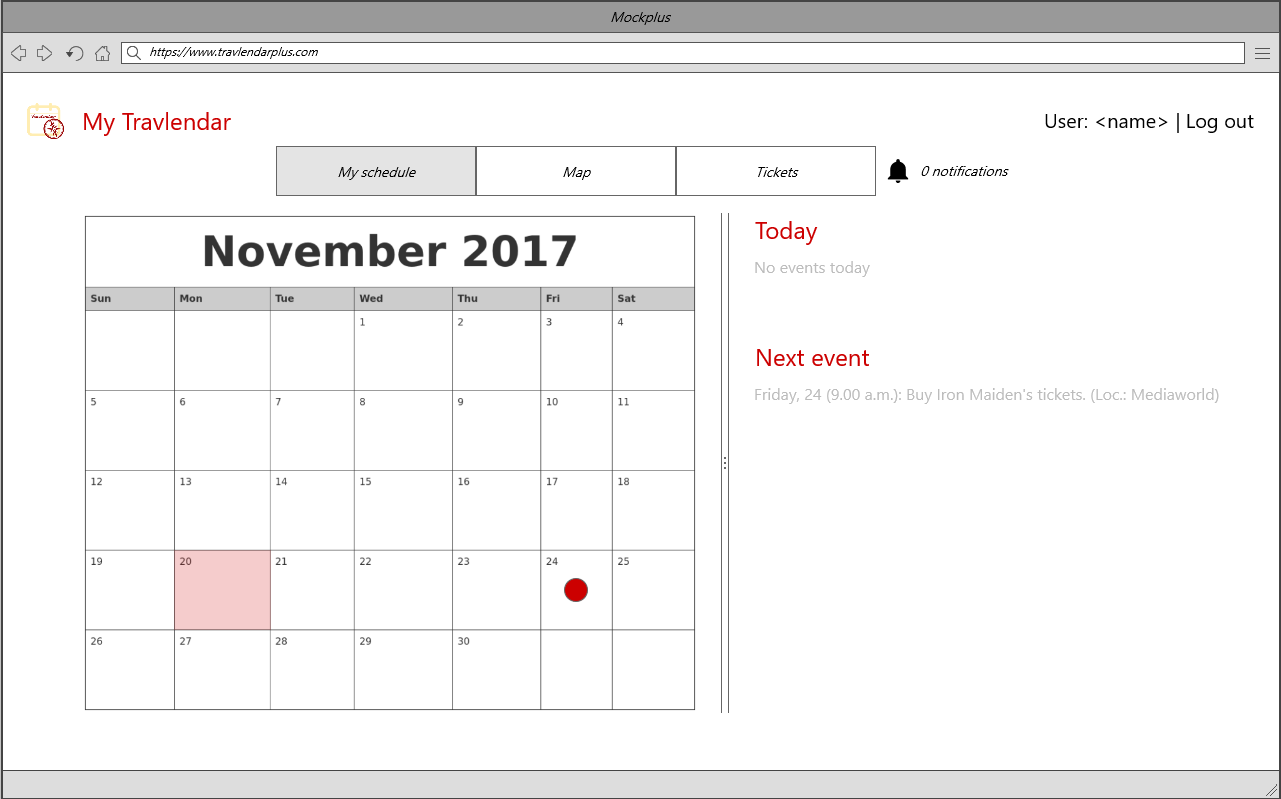 Mockplus
https://www.travlendarplus.com
My Travlendar
User: <name> | Log out
My schedule
Map
Tickets
0 notifications
November 2017
Sun Mon Tue Wed Thu Fri Sat
1 2 3 4
5 6 7 8 9 10 11
12 13 14 15 16 17 18
19 20 21 22 23 24 25
26 27 28 29 30
Today
No events today
Next event
Friday, 24 (9.00 a.m.): Buy Iron Maiden's tickets. (Loc.: Mediaworld)